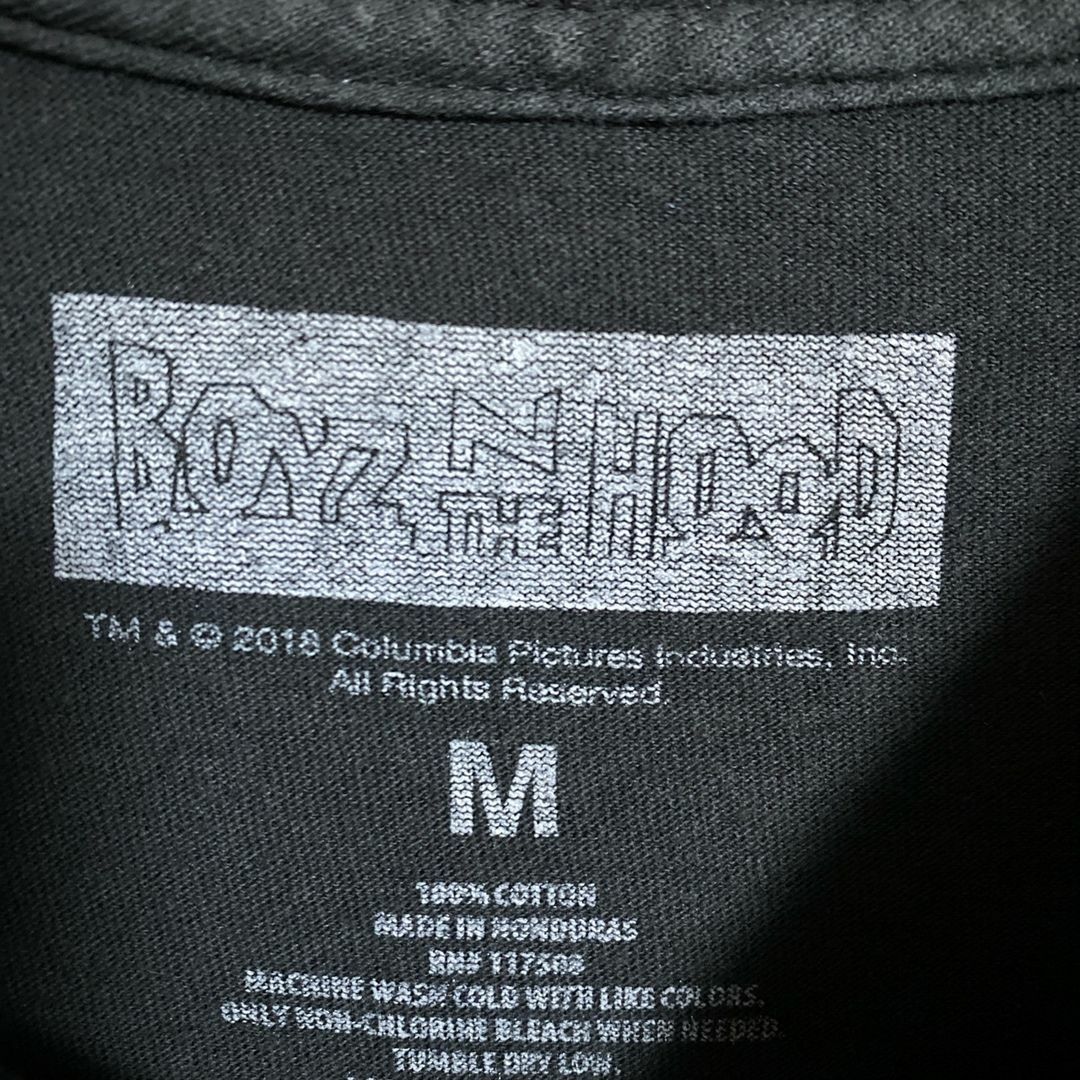 BOYZ N THE HOOD
TM & © 2018 Columbia Pictures Industries, Inc.
All Rights Reserved.
M
100% COTTON
MADE IN HONDURAS
RN# 117508
MACHINE WASH COLD WITH LIKE COLORS.
ONLY NON-CHLORINE BLEACH WHEN NEEDED.
TUMBLE DRY LOW.